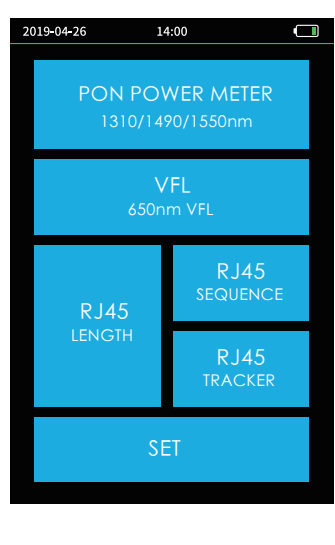 2019-04-26 14:00
PON POWER METER
1310/1490/1550nm
VFL
650nm VFL
RJ45
LENGTH
RJ45
SEQUENCE
RJ45
TRACKER
SET